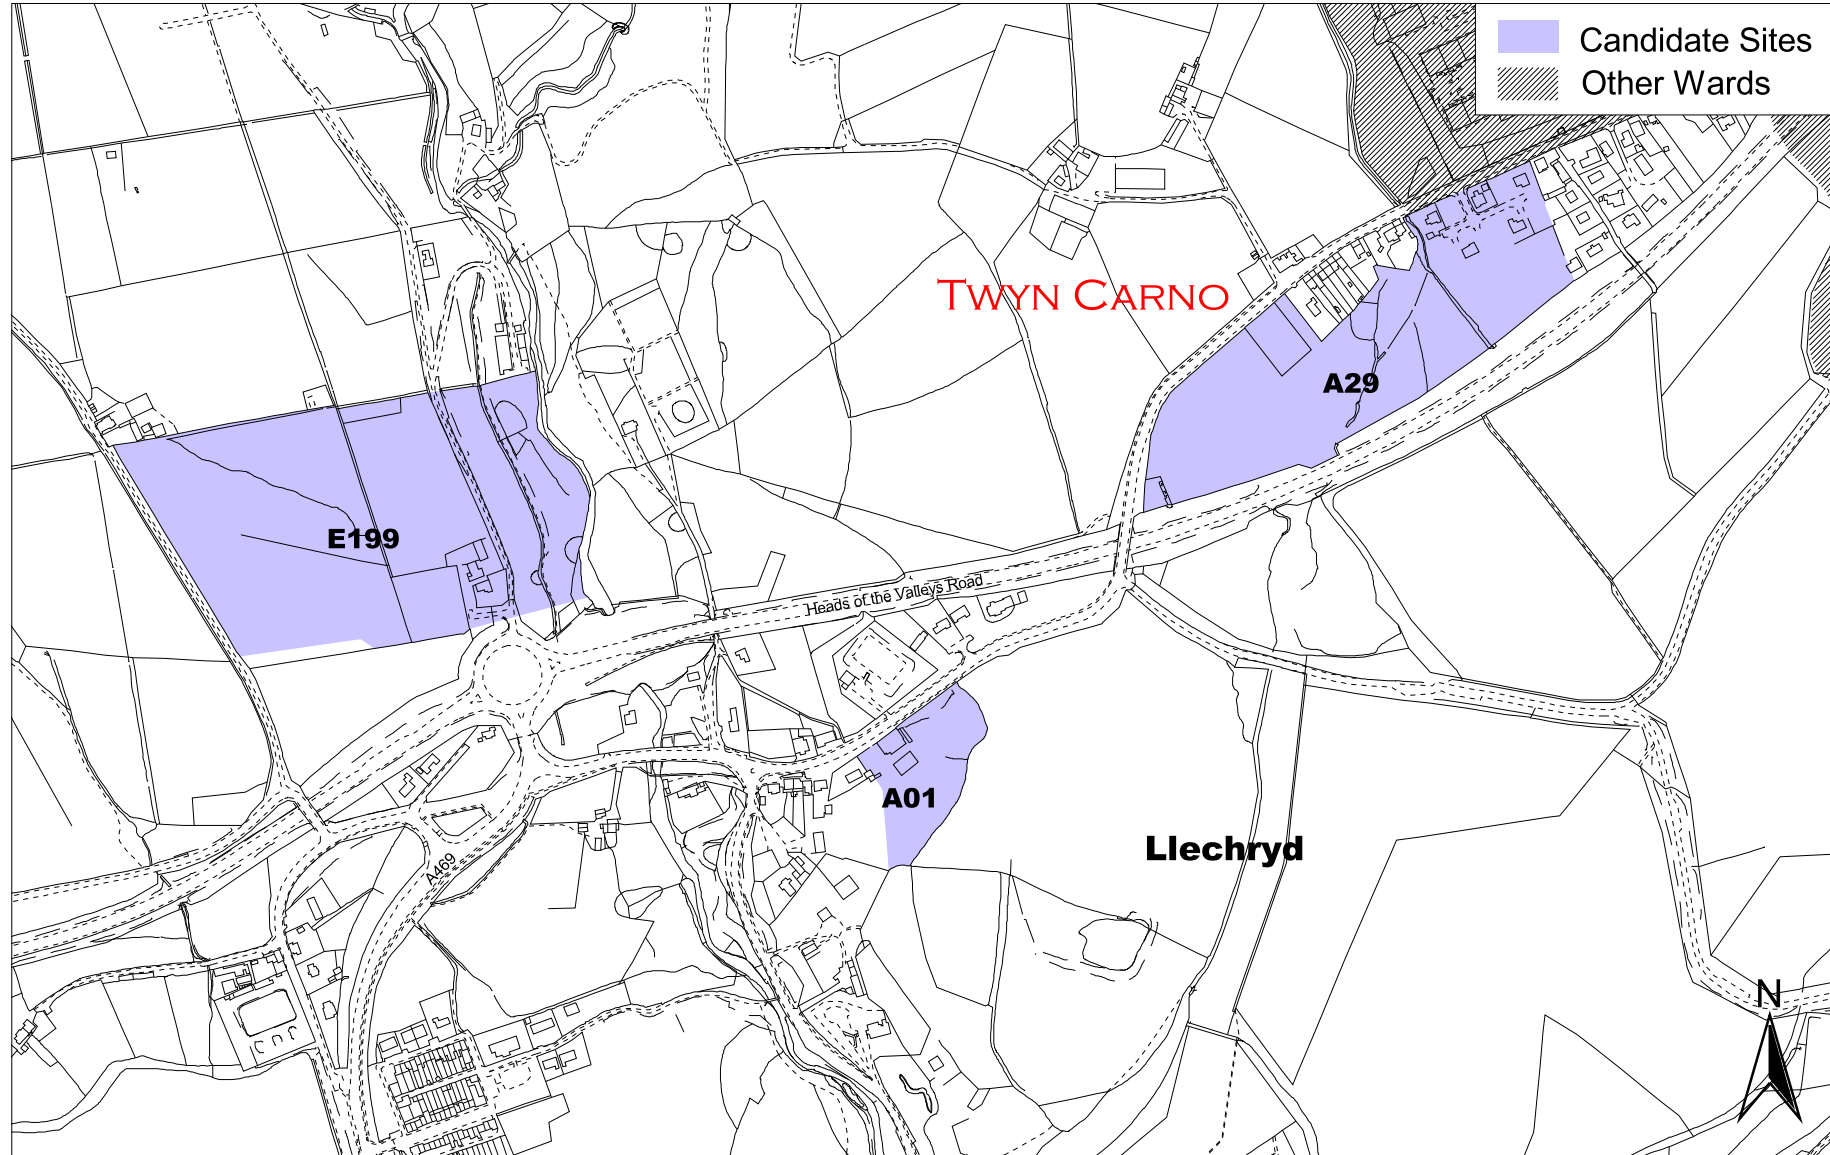 Candidate Sites
Other Wards
TWYN CARNO
A29
E199
Heads of the Valleys Road
A01
Llechryd
A469
N